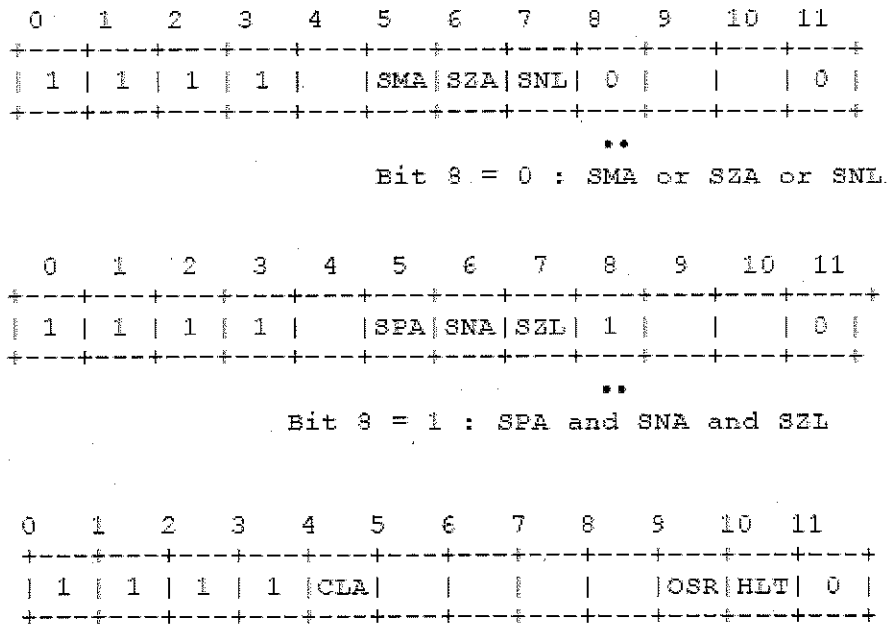 0 1 2 3 4 5 6 7 8 9 10 11
+---+---+---+---+---+---+---+---+---+---+---+---+
| 1 | 1 | 1 | 1 |   |SMA|SZA|SNL| 0 |   |   | 0 |
+---+---+---+---+---+---+---+---+---+---+---+---+
Bit 8 = 0 : SMA or SZA or SNL
0 1 2 3 4 5 6 7 8 9 10 11
+---+---+---+---+---+---+---+---+---+---+---+---+
| 1 | 1 | 1 | 1 |   |SPA|SNA|SZL| 1 |   |   | 0 |
+---+---+---+---+---+---+---+---+---+---+---+---+
Bit 8 = 1 : SPA and SNA and SZL
0 1 2 3 4 5 6 7 8 9 10 11
+---+---+---+---+---+---+---+---+---+---+---+---+
| 1 | 1 | 1 | 1 |CLA|   |   |   |   |OSR|HLT| 0 |
+---+---+---+---+---+---+---+---+---+---+---+---+